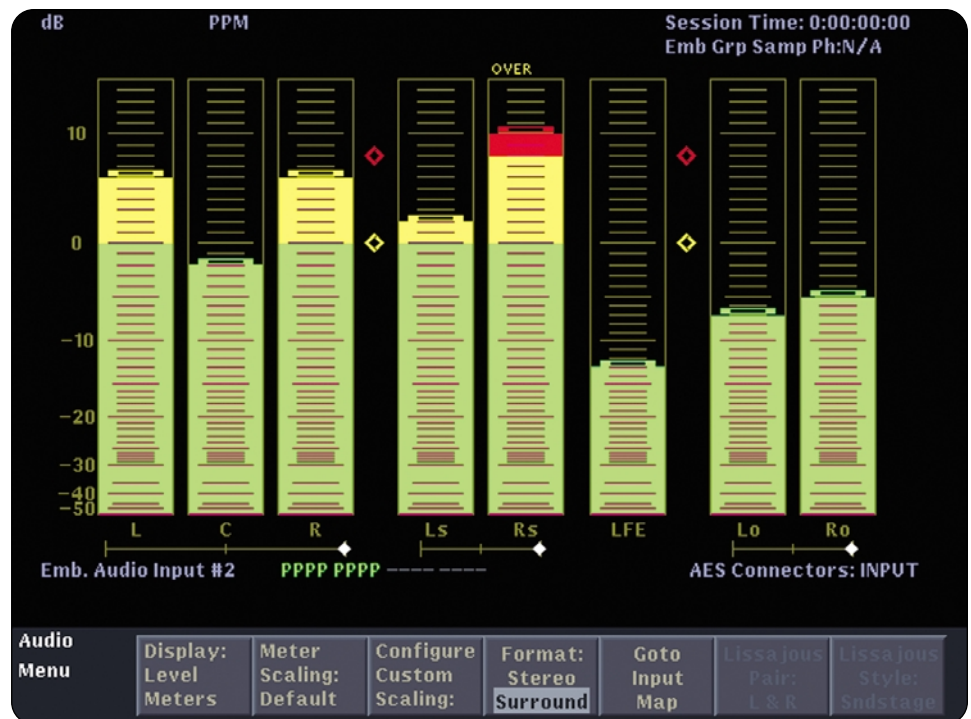 dB PPM Session Time: 0:00:00:00
Emb Grp Samp Ph:N/A
OVER
10
0
-10
-20
-30
-40
-50
L C R Ls Rs LFE Lo Ro
Emb. Audio Input #2 PPPP PPPP ---- ---- AES Connectors: INPUT
Audio
Menu
Display:
Level
Meters
Meter
Scaling:
Default
Configure
Custom
Scaling:
Format:
Stereo
Surround
Goto
Input
Map
Lissajous
Pair:
L & R
Lissajous
Style:
Sndstage